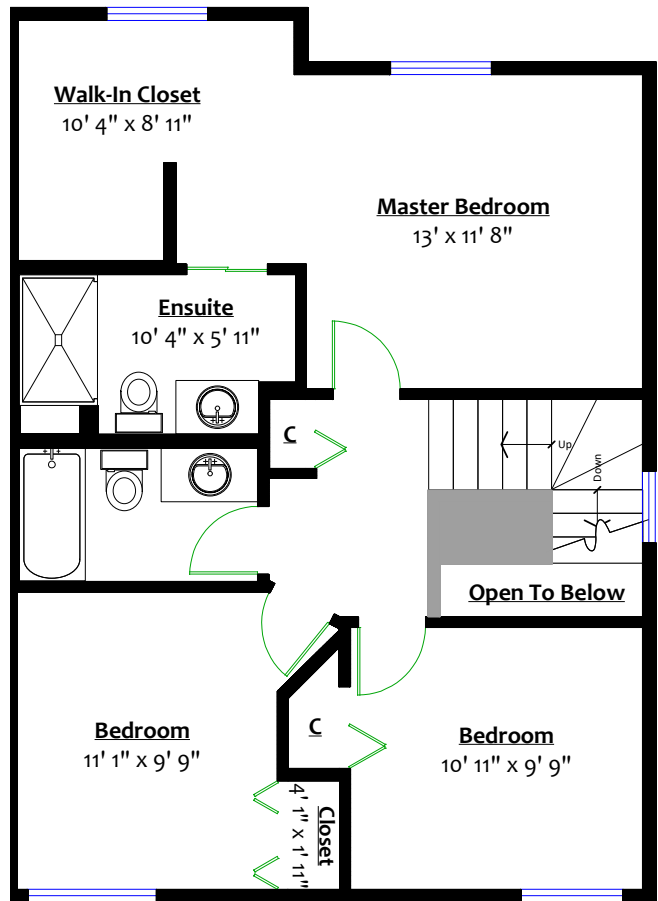 Walk-In Closet
10' 4" x 8' 11"
Master Bedroom
13' x 11' 8"
Ensuite
10' 4" x 5' 11"
C
Up
Down
Open To Below
Bedroom
11' 1" x 9' 9"
C
Bedroom
10' 11" x 9' 9"
Closet
4' 1" x 1' 11"